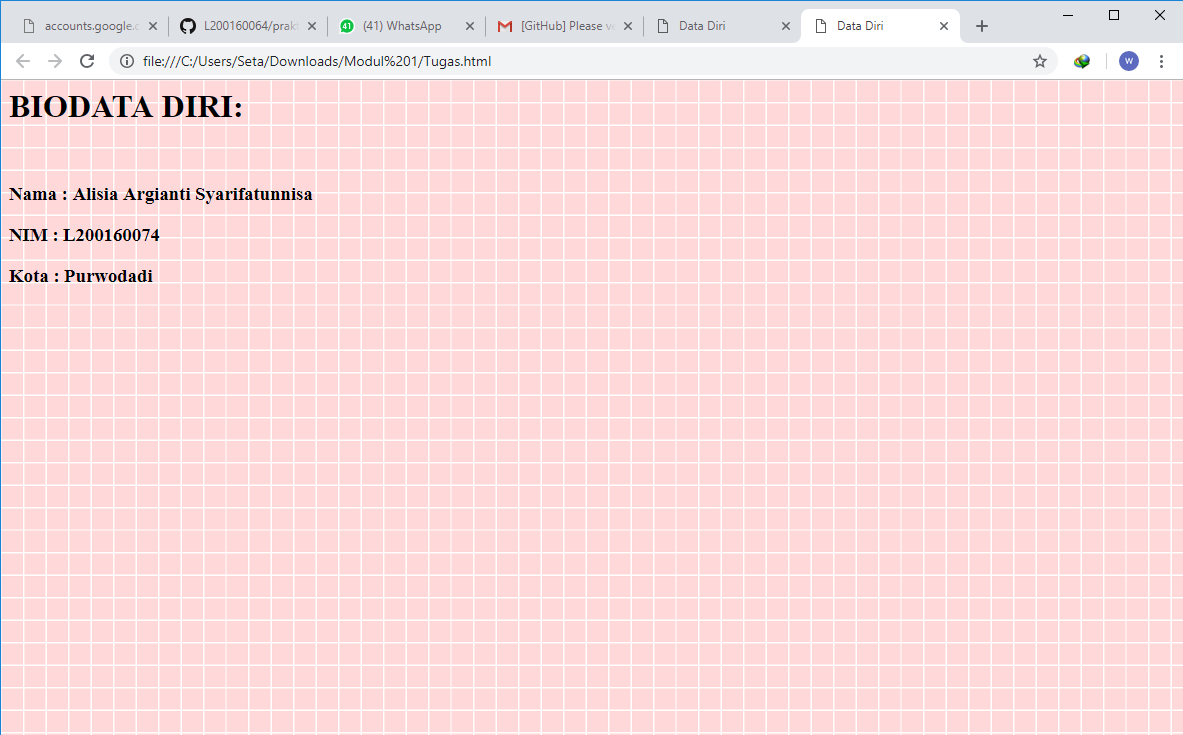 accounts.google.c
L200160064/prakt
41
(41) WhatsApp
[GitHub] Please ve
Data Diri
Data Diri
file:///C:/Users/Seta/Downloads/Modul%201/Tugas.html
W
BIODATA DIRI:
Nama : Alisia Argianti Syarifatunnisa
NIM : L200160074
Kota : Purwodadi